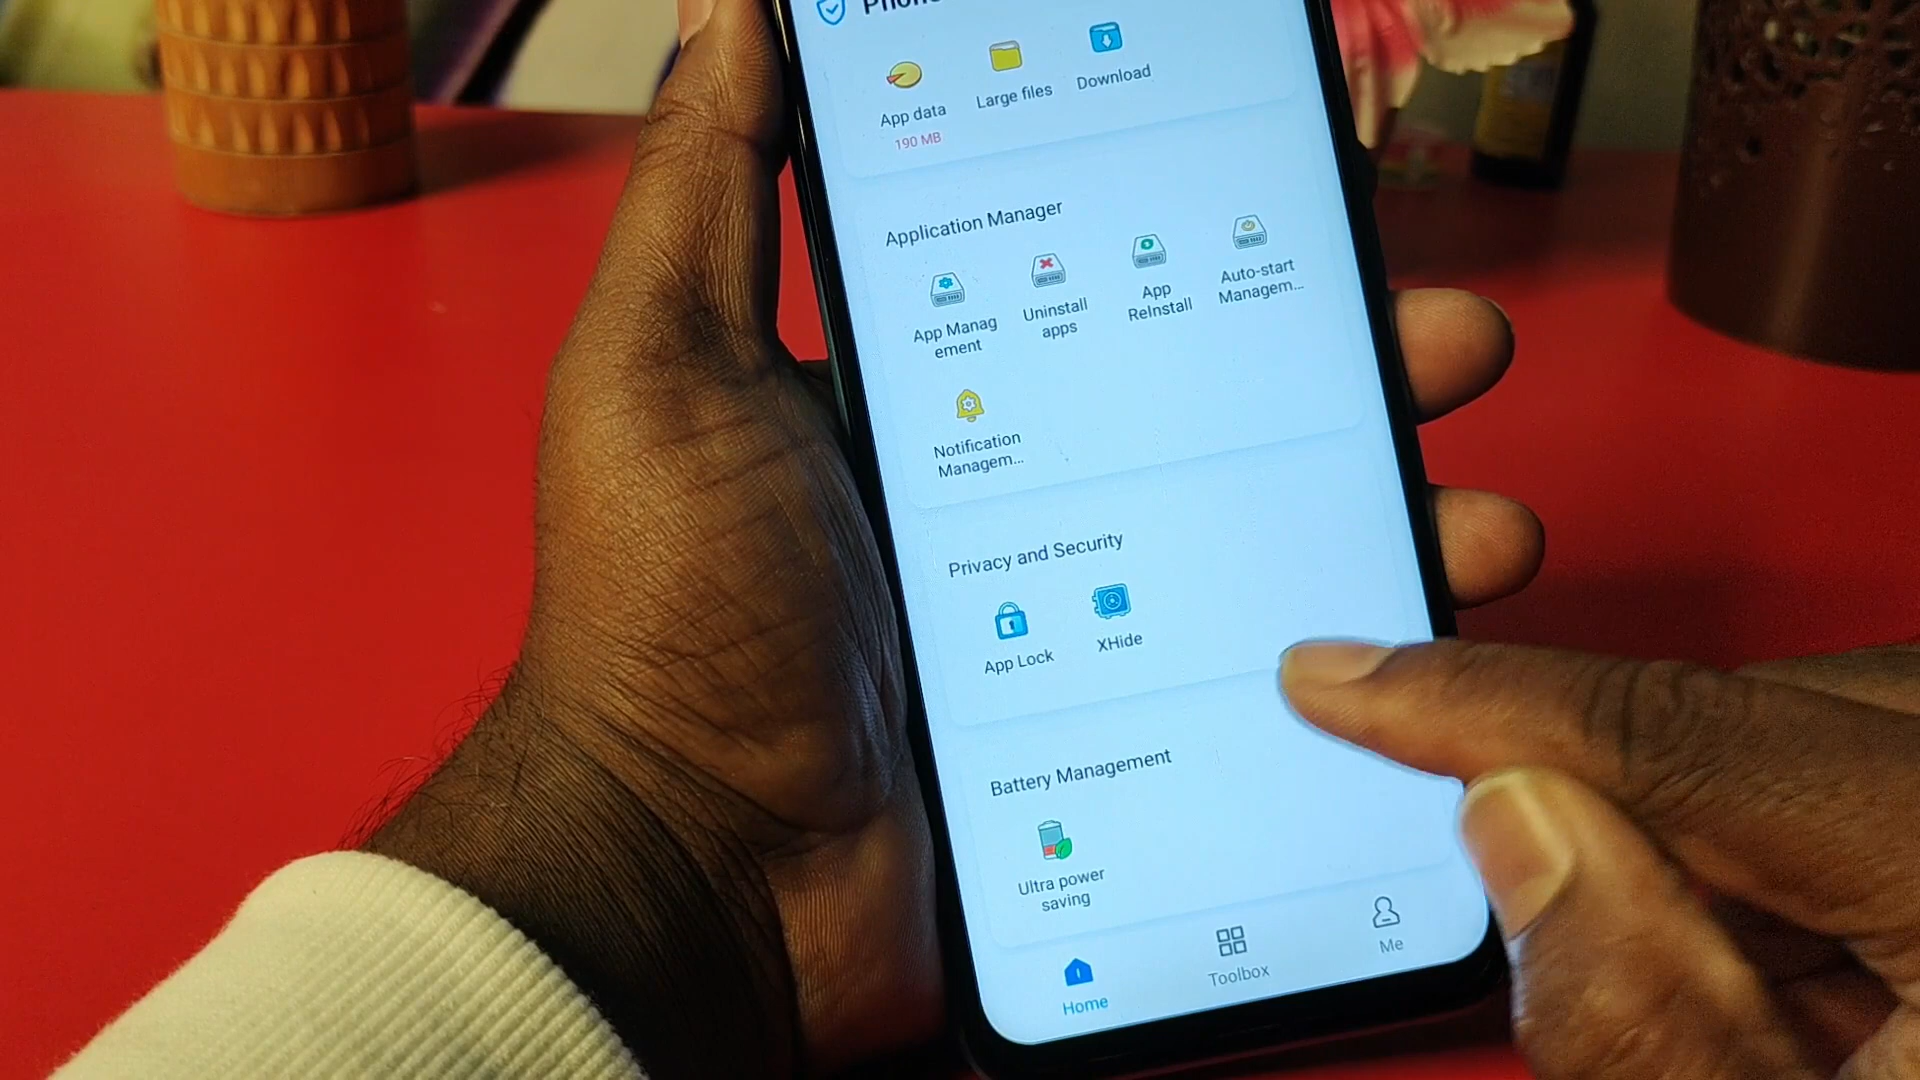 App data
190 MB
Large files
Download
Application Manager
App Manag
ement
Uninstall
apps
App
ReInstall
Auto-start
Managem...
Notification
Managem...
Privacy and Security
App Lock
XHide
Battery Management
Ultra power
saving
Home
Toolbox
Me